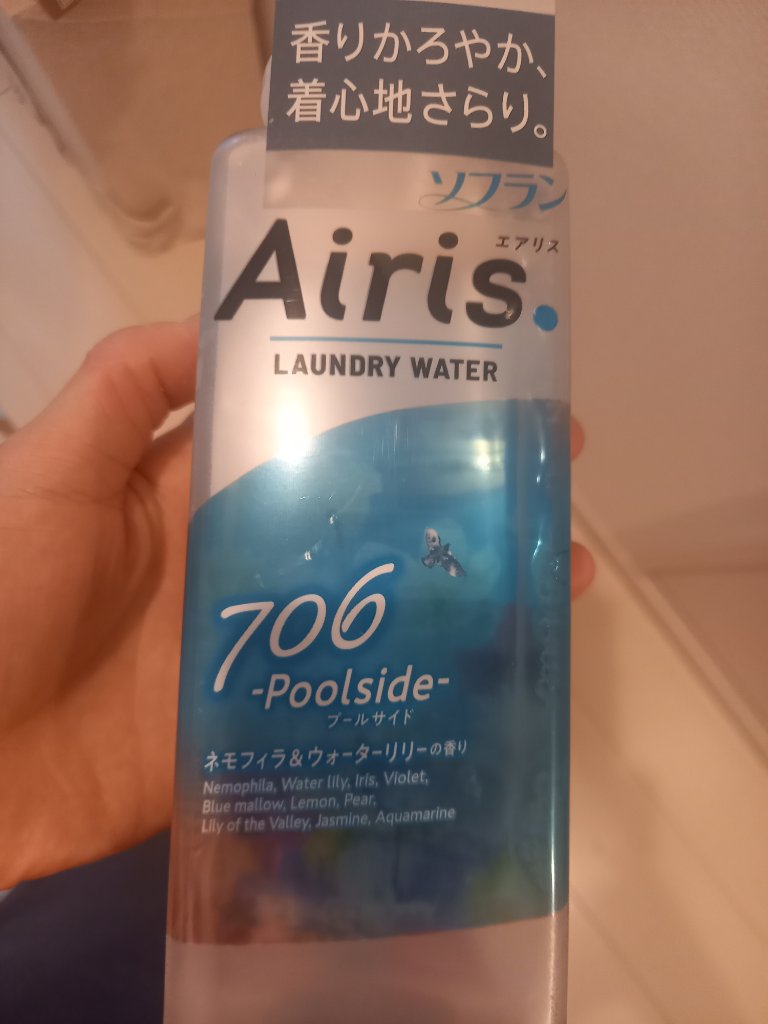 香りかろやか、
着心地さらり。
ソフラン
エアリス
Airis.
LAUNDRY WATER
706
-Poolside-
プールサイド
ネモフィラ&ウォーターリリーの香り
Nemophila, Water lily, Iris, Violet,
Blue mallow, Lemon, Pear,
Lily of the Valley, Jasmine, Aquamarine